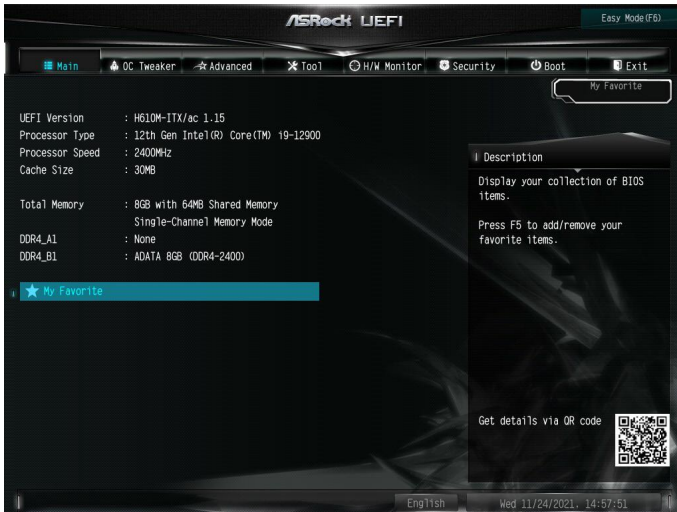 ASRock UEFI
Easy Mode(F6)
Main OC Tweaker Advanced Tool H/W Monitor Security Boot Exit
My Favorite
UEFI Version : H610M-ITX/ac 1.15
Processor Type : 12th Gen Intel(R) Core(TM) i9-12900
Processor Speed : 2400MHz
Cache Size : 30MB
Total Memory : 8GB with 64MB Shared Memory
Single-Channel Memory Mode
DDR4_A1 : None
DDR4_B1 : ADATA 8GB (DDR4-2400)
My Favorite
Description
Display your collection of BIOS
items.
Press F5 to add/remove your
favorite items.
Get details via QR code
English
Wed 11/24/2021, 14:57:51